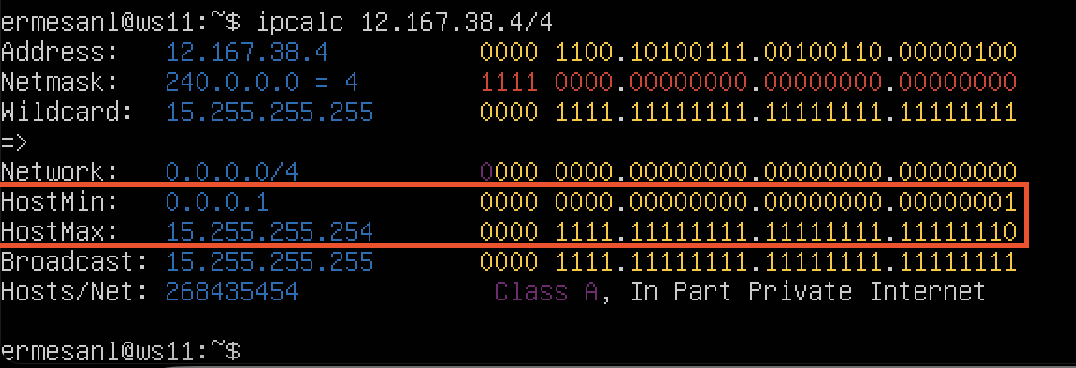 ermesanl@ws11:~$ ipcalc 12.167.38.4/4
Address:   12.167.38.4          0000 1100.10100111.00100110.00000100
Netmask:   240.0.0.0 = 4        1111 0000.00000000.00000000.00000000
Wildcard:  15.255.255.255       0000 1111.11111111.11111111.11111111
=>
Network:   0.0.0.0/4            0000 0000.00000000.00000000.00000000
HostMin:   0.0.0.1              0000 0000.00000000.00000000.00000001
HostMax:   15.255.255.254       0000 1111.11111111.11111111.11111110
Broadcast: 15.255.255.255       0000 1111.11111111.11111111.11111111
Hosts/Net: 268435454             Class A, In Part Private Internet
ermesanl@ws11:~$